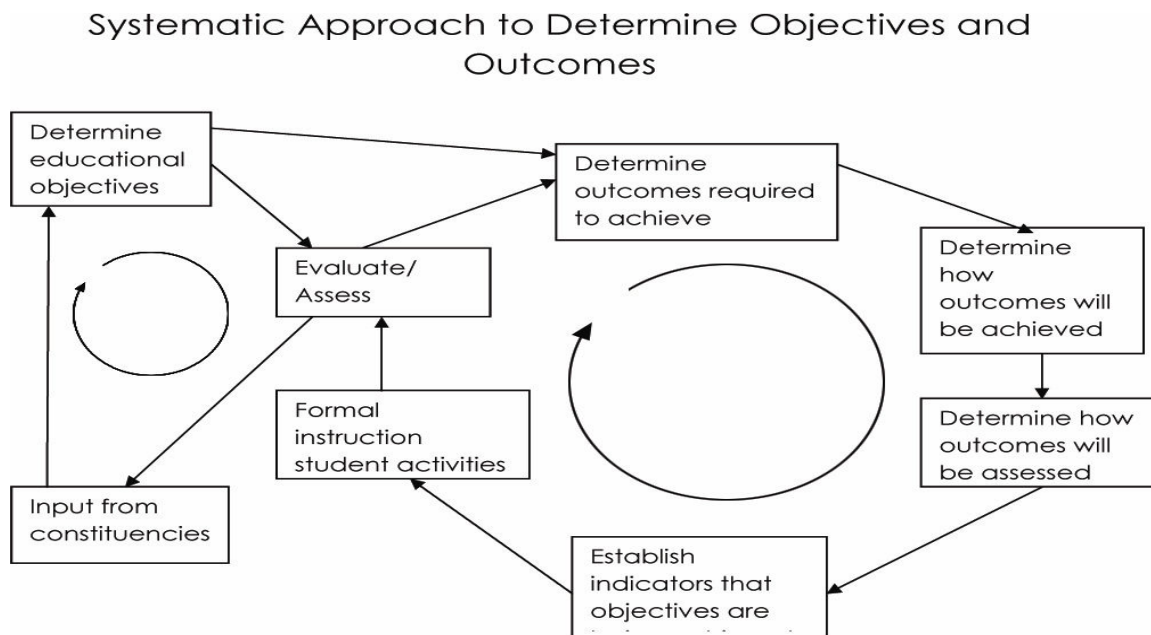 Systematic Approach to Determine Objectives and
Outcomes
Determine
educational
objectives
Determine
outcomes required
to achieve
Evaluate/
Assess
Determine
how
outcomes will
be achieved
Formal
instruction
student activities
Determine how
outcomes will
be assessed
Input from
constituencies
Establish
indicators that
objectives are